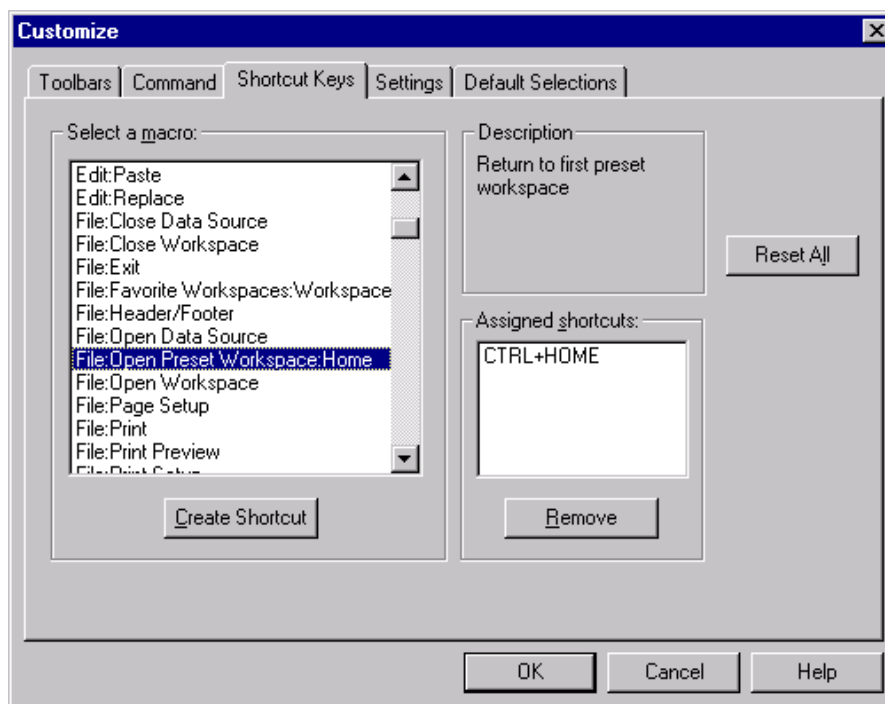 Customize
Toolbars
Command
Shortcut Keys
Settings
Default Selections
Select a macro:
Edit:Paste
Edit:Replace
File:Close Data Source
File:Close Workspace
File:Exit
File:Favorite Workspaces:Workspace
File:Header/Footer
File:Open Data Source
File:Open Preset Workspace:Home
File:Open Workspace
File:Page Setup
File:Print
File:Print Preview
File:Print Setup
Create Shortcut
Description
Return to first preset
workspace
Assigned shortcuts:
CTRL+HOME
Remove
Reset All
OK
Cancel
Help